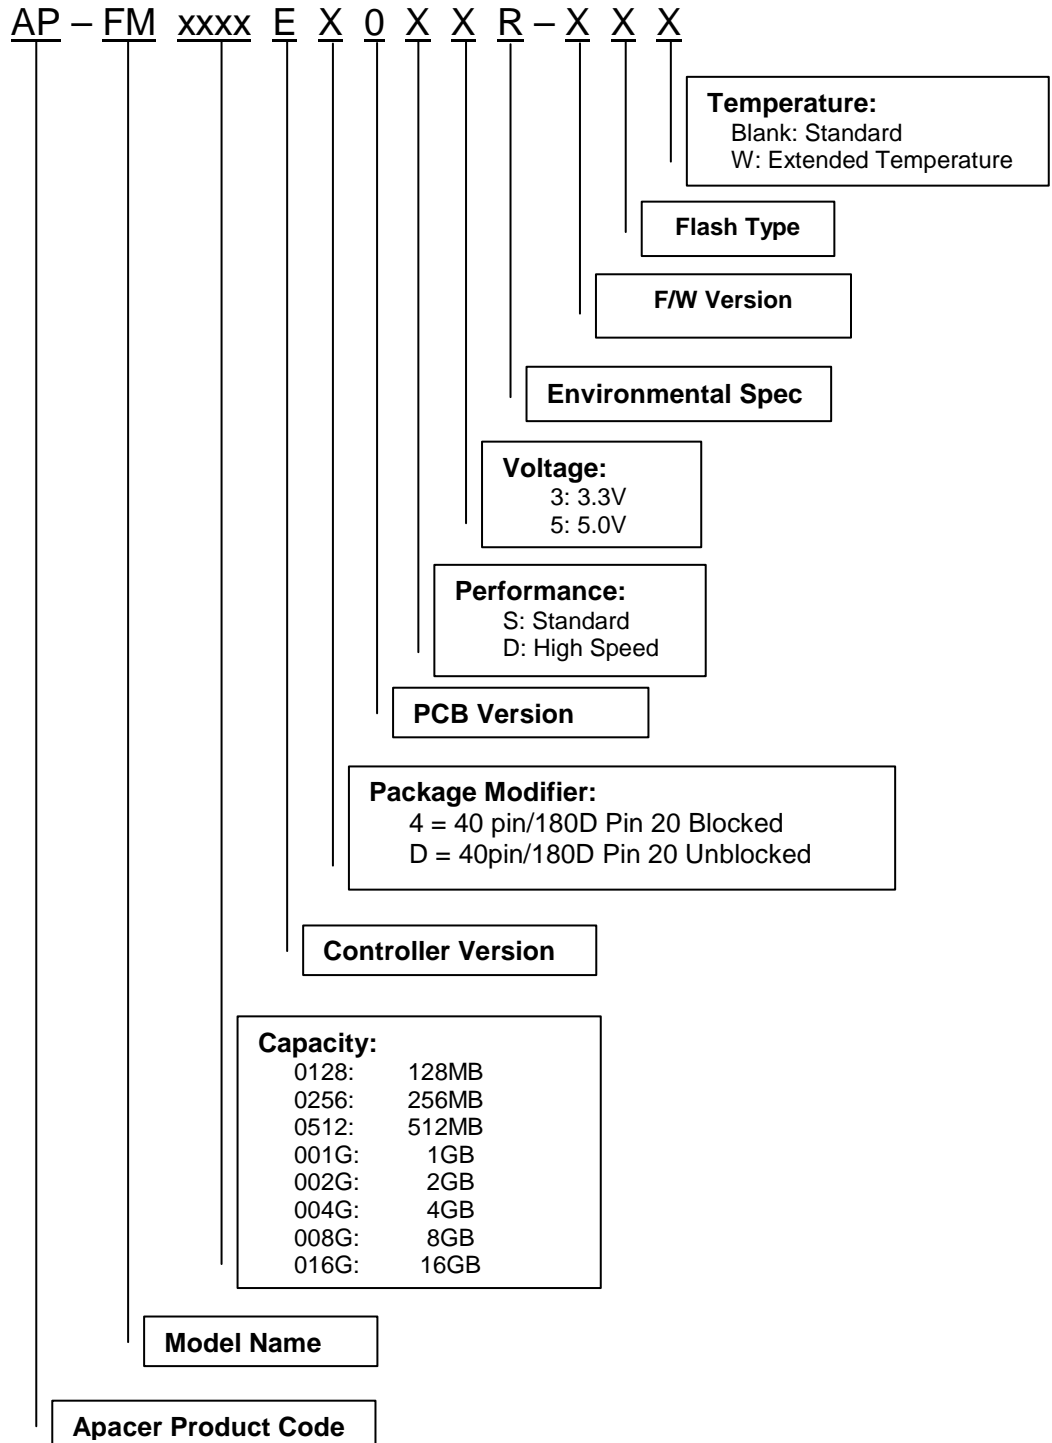 AP – FM xxxx E X 0 X X R – X X X
Temperature:
Blank: Standard
W: Extended Temperature
Flash Type
F/W Version
Environmental Spec
Voltage:
3: 3.3V
5: 5.0V
Performance:
S: Standard
D: High Speed
PCB Version
Package Modifier:
4 = 40 pin/180D Pin 20 Blocked
D = 40pin/180D Pin 20 Unblocked
Controller Version
Capacity:
0128: 128MB
0256: 256MB
0512: 512MB
001G: 1GB
002G: 2GB
004G: 4GB
008G: 8GB
016G: 16GB
Model Name
Apacer Product Code